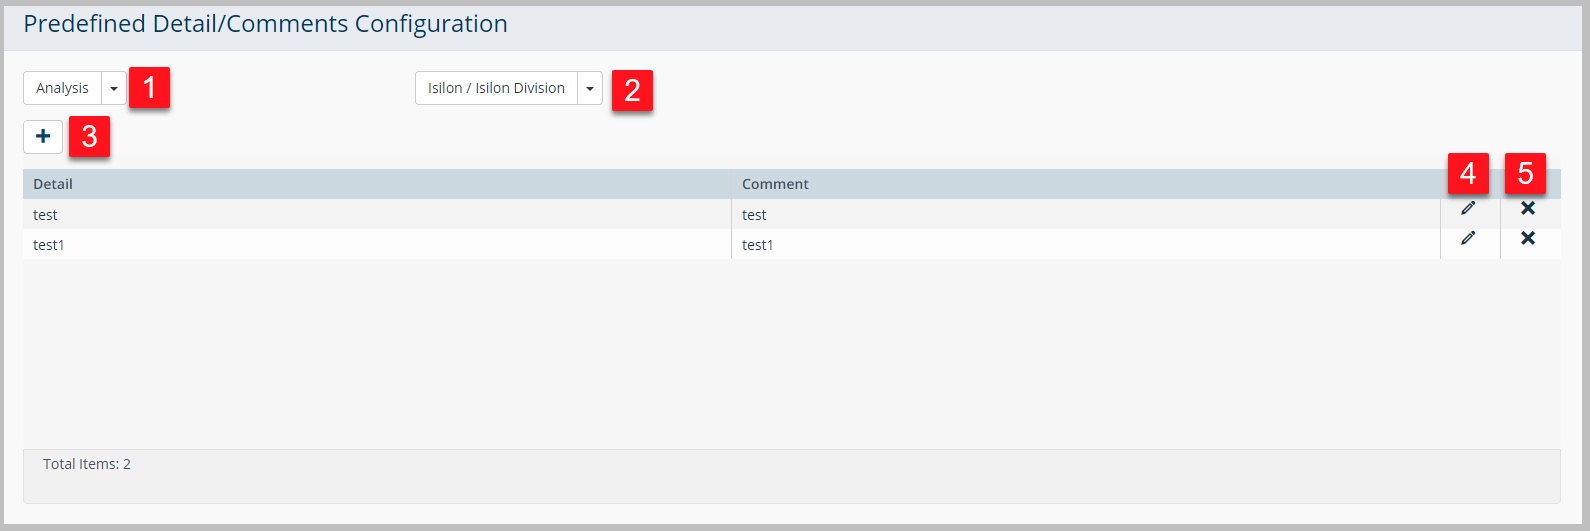 Predefined Detail/Comments Configuration
Analysis 1 Isilon / Isilon Division 2
3
Detail Comment 4 5
test test
test1 test1
Total Items: 2